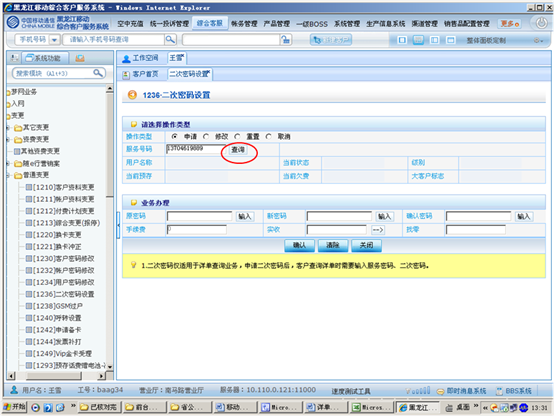 黑龙江移动综合客户服务系统 - Windows Internet Explorer
中国移动通信
CHINA MOBILE
黑龙江移动
综合客户服务系统
空中充值 统一投诉管理 综合客服 账务管理 产品管理 一级BOSS 系统管理 生产信息系统 渠道管理 销售品配置管理 更多
手机号码 请输入手机号码查询 整体面板定制
系统功能
工作空间 王雪
搜索模块 (Alt+3)
客户首页 二次密码设置
梦网业务
入网
变更
其它变更
资费变更
其他资费变更
随e行营销案
普通变更
[1210]客户资料变更
[1211]账户资料变更
[1212]付费计划变更
[1213]综合变更(报停)
[1220]换卡变更
[1221]换卡冲正
[1230]客户密码修改
[1232]账户密码修改
[1234]用户密码修改
[1236]二次密码设置
[1238]GSM过户
[1240]呼转设置
[1242]申请备卡
[1244]发票打
[1249]Vip金卡受理
[1293]预存话费赠电池
1236-二次密码设置
请选择操作类型
操作类型 申请 修改 重置 取消
服务号码 13704519089 查询
用户名称 当前状态 级别
当前预存 当前欠费 大客户标志
业务办理
原密码 输入 新密码 输入 确认密码 输入
手续费 0 实收 --> 找零
确认 清除 关闭
1.二次密码仅适用于详单查询业务，申请二次密码后，客户查询详单时需要输入服务密码、二次密码。
用户名：王雪 工号：baag34 营业厅：南马路营业厅 服务器：10.110.0.121:11000 速度测试工具 即时消息系统 BBS系统
开始 已核对完 前台... 省公... 移动... Micros... 详单... Micros... 黑龙江... 13:31